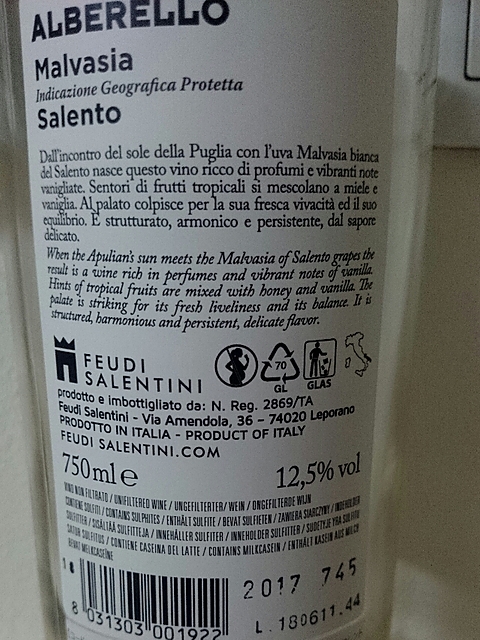 ALBERELLO
Malvasia
Indicazione Geografica Protetta
Salento
Dall'incontro del sole della Puglia con l'uva Malvasia bianca
del Salento nasce questo vino ricco di profumi e vibranti note
vanigliate. Sentori di frutti tropicali si mescolano a miele e
vaniglia. Al palato colpisce per la sua fresca vivacità ed il suo
equilibrio. È strutturato, armonico e persistente, dal sapore
delicato.
When the Apulian's sun meets the Malvasia of Salento grapes the
result is a wine rich in perfumes and vibrant notes of vanilla.
Hints of tropical fruits are mixed with honey and vanilla. The
palate is striking for its fresh liveliness and its balance. It is
structured, harmonious and persistent, delicate flavor.
FEUDI
SALENTINI
70
GL
GLAS
prodotto e imbottigliato da: N. Reg. 2869/TA
Feudi Salentini - Via Amendola, 36 – 74020 Leporano
PRODOTTO IN ITALIA - PRODUCT OF ITALY
FEUDI SALENTINI.COM
750ml e
12,5% vol
VINO NON FILTRATO / UNFILTERED WINE / UNGEFILTERTER/ WEIN / ONGEFILTERDE WIJN
CONTIENE SOLFITI / CONTAINS SULPHITES / ENTHÄLT SULFITE / BEVAT SULFIETEN / ZAWIERA SIARCZYNY / INDEHOLDER
SULFITTER / SISÄLTÄÄ SULFIITTEJA / INNEHÅLLER SULFITER / INNEHOLDER SULFITTER /
SULFITOS / CONTIENE CASEINA DEL LATTE / CONTAINS MILKCASEIN / ENTHÄLT KASEIN AUS MILCH
BEVAT MELKCASEÏNE
2017 745
8 031303 001922
L. 180611.44